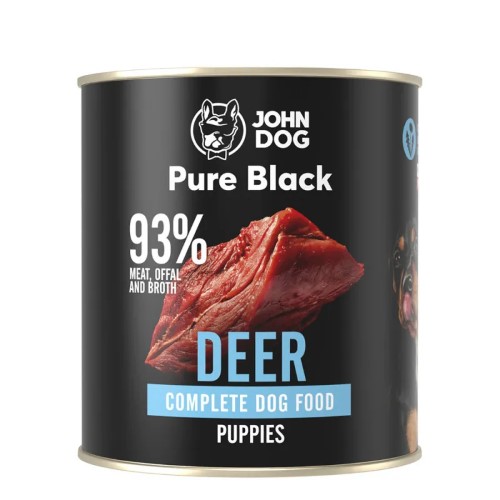 JOHN
DOG
Pure Black
93%
MEAT, OFFAL
AND BROTH
DEER
COMPLETE DOG FOOD
PUPPIES